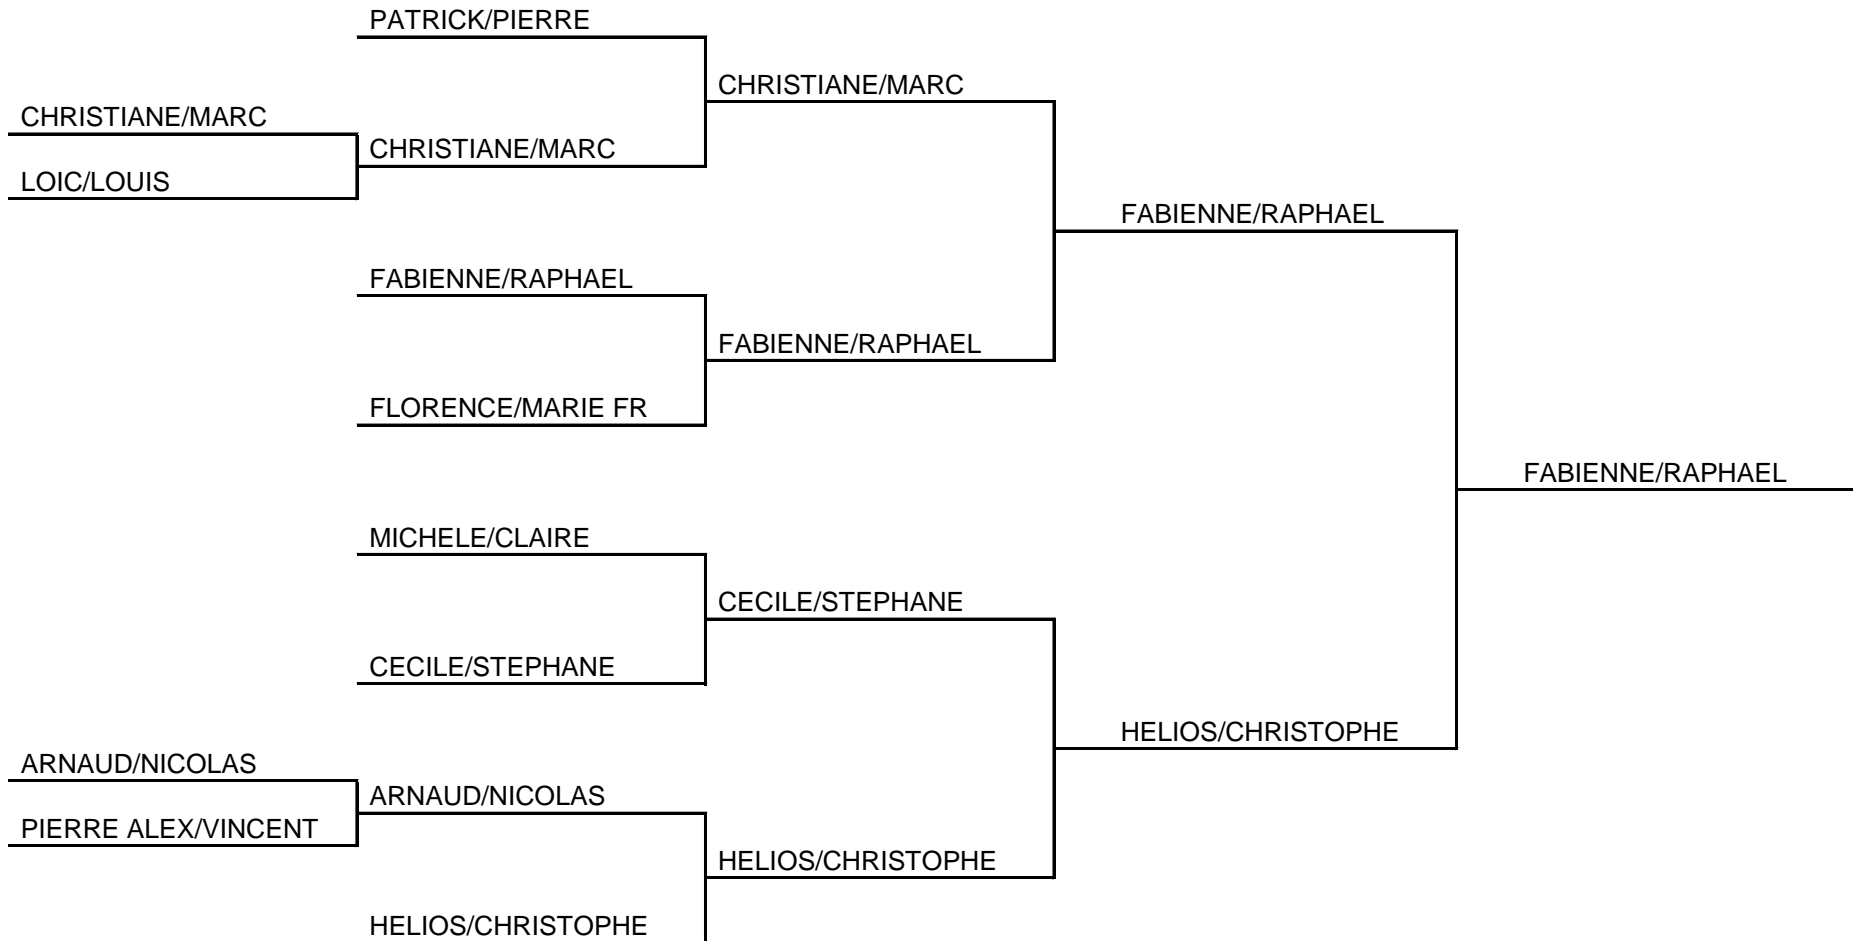 PATRICK/PIERRE
CHRISTIANE/MARC
CHRISTIANE/MARC
CHRISTIANE/MARC
LOIC/LOUIS
FABIENNE/RAPHAEL
FABIENNE/RAPHAEL
FABIENNE/RAPHAEL
FLORENCE/MARIE FR
FABIENNE/RAPHAEL
MICHELE/CLAIRE
CECILE/STEPHANE
CECILE/STEPHANE
HELIOS/CHRISTOPHE
ARNAUD/NICOLAS
ARNAUD/NICOLAS
PIERRE ALEX/VINCENT
HELIOS/CHRISTOPHE
HELIOS/CHRISTOPHE